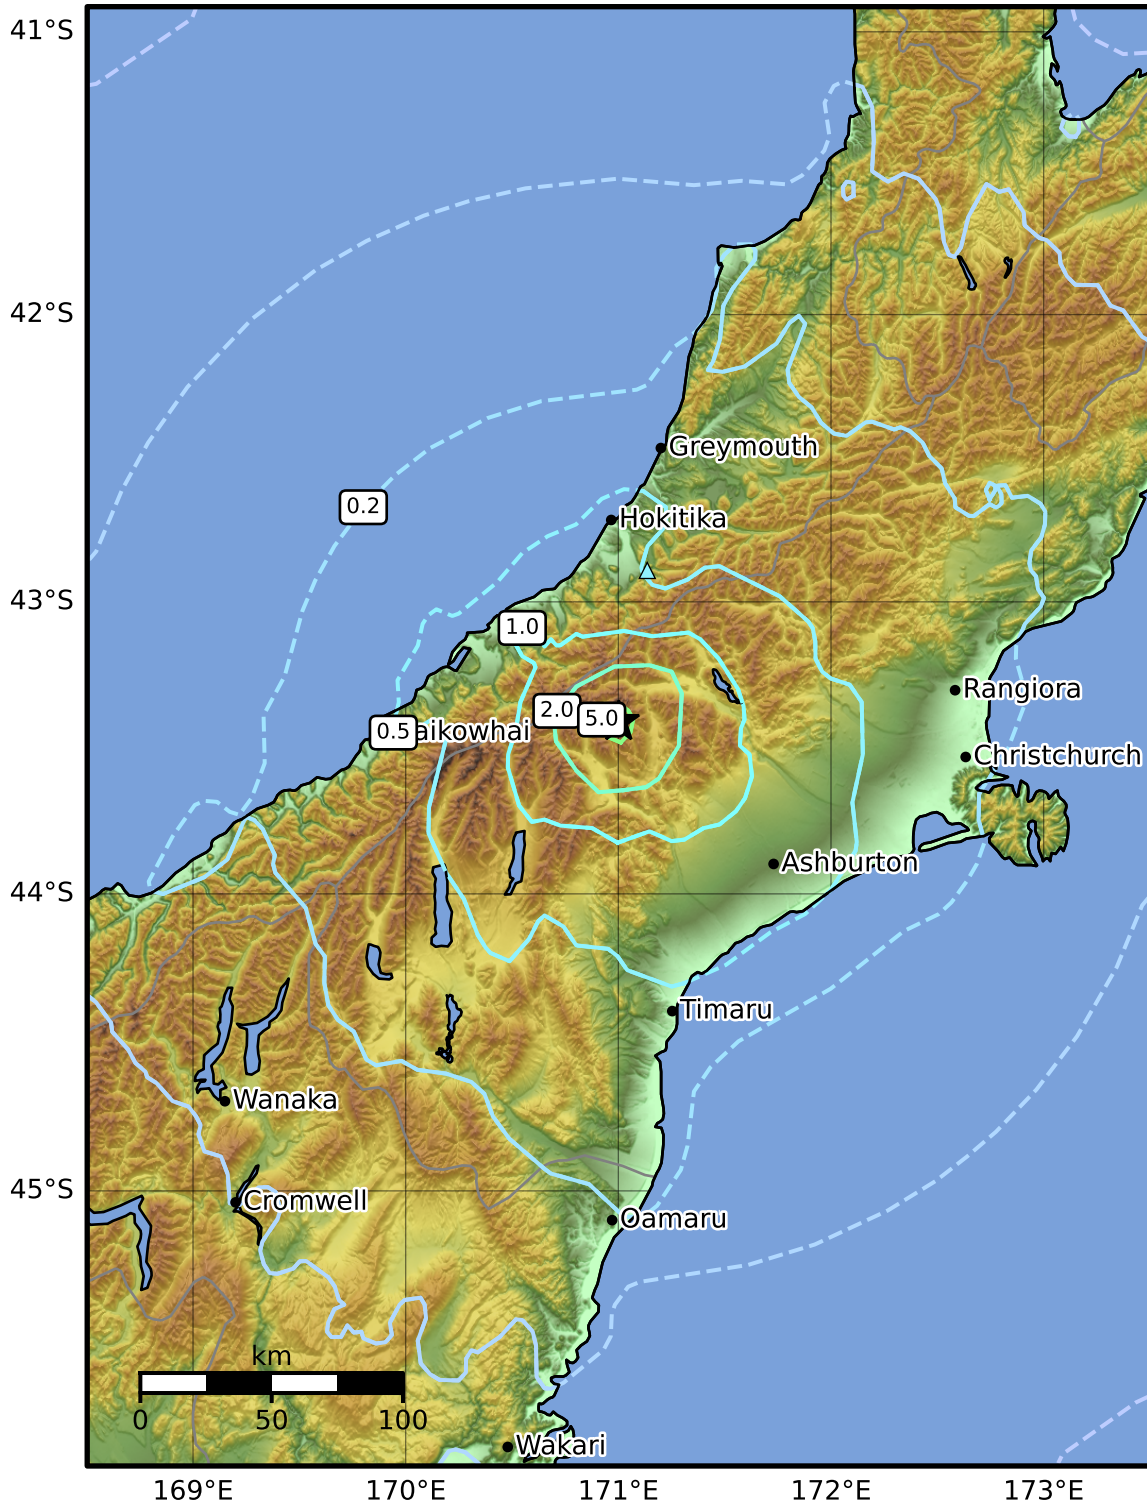 41°S
42°S
Greymouth
0.2
Hokitika
43°S
1.0
Rangiora
2.0
5.0
0.5
aikowhai
Christchurch
Ashburton
44°S
Timaru
Wanaka
45°S
Cromwell
Oamaru
km
0 50 100
Wakari
169°E 170°E 171°E 172°E 173°E